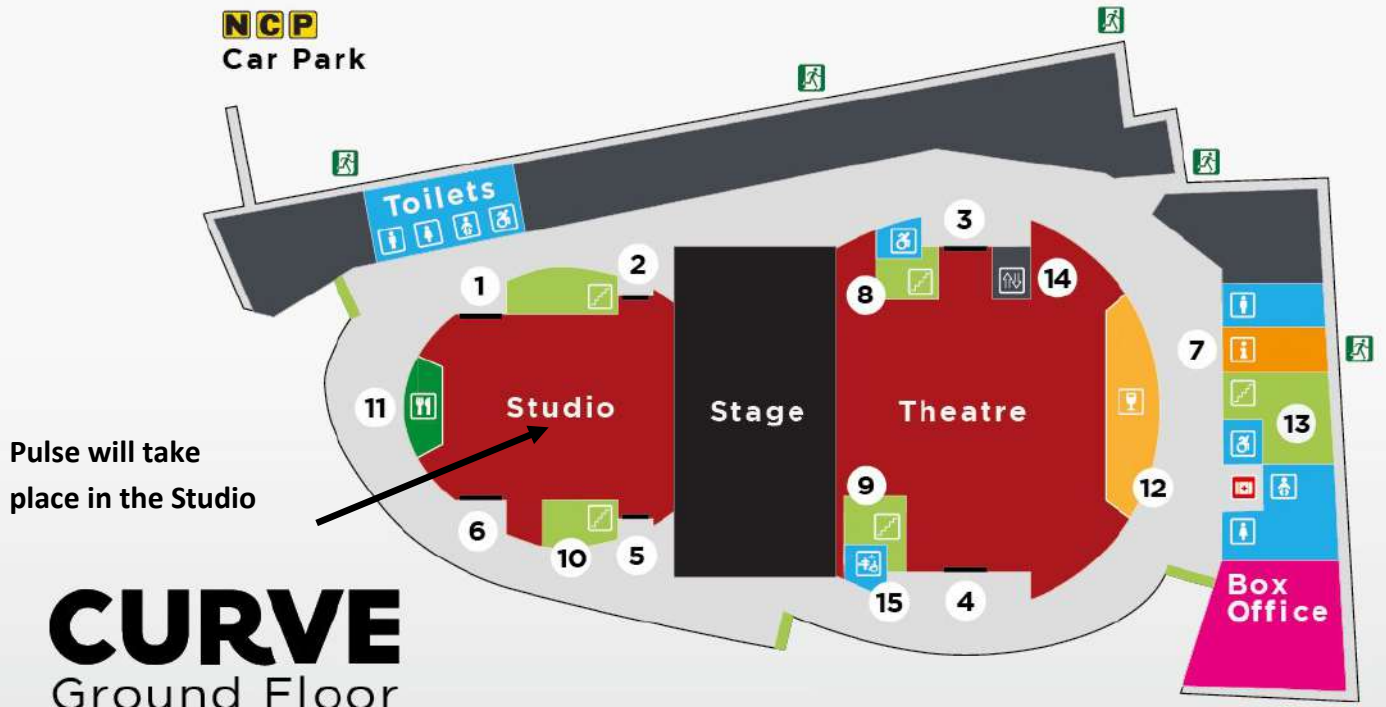 NCP
Car Park
Toilets
1
2
3
8
14
7
11
Studio
Stage
Theatre
13
Pulse will take
place in the Studio
6
10
5
9
12
15
4
Box
Office
CURVE
Ground Floor